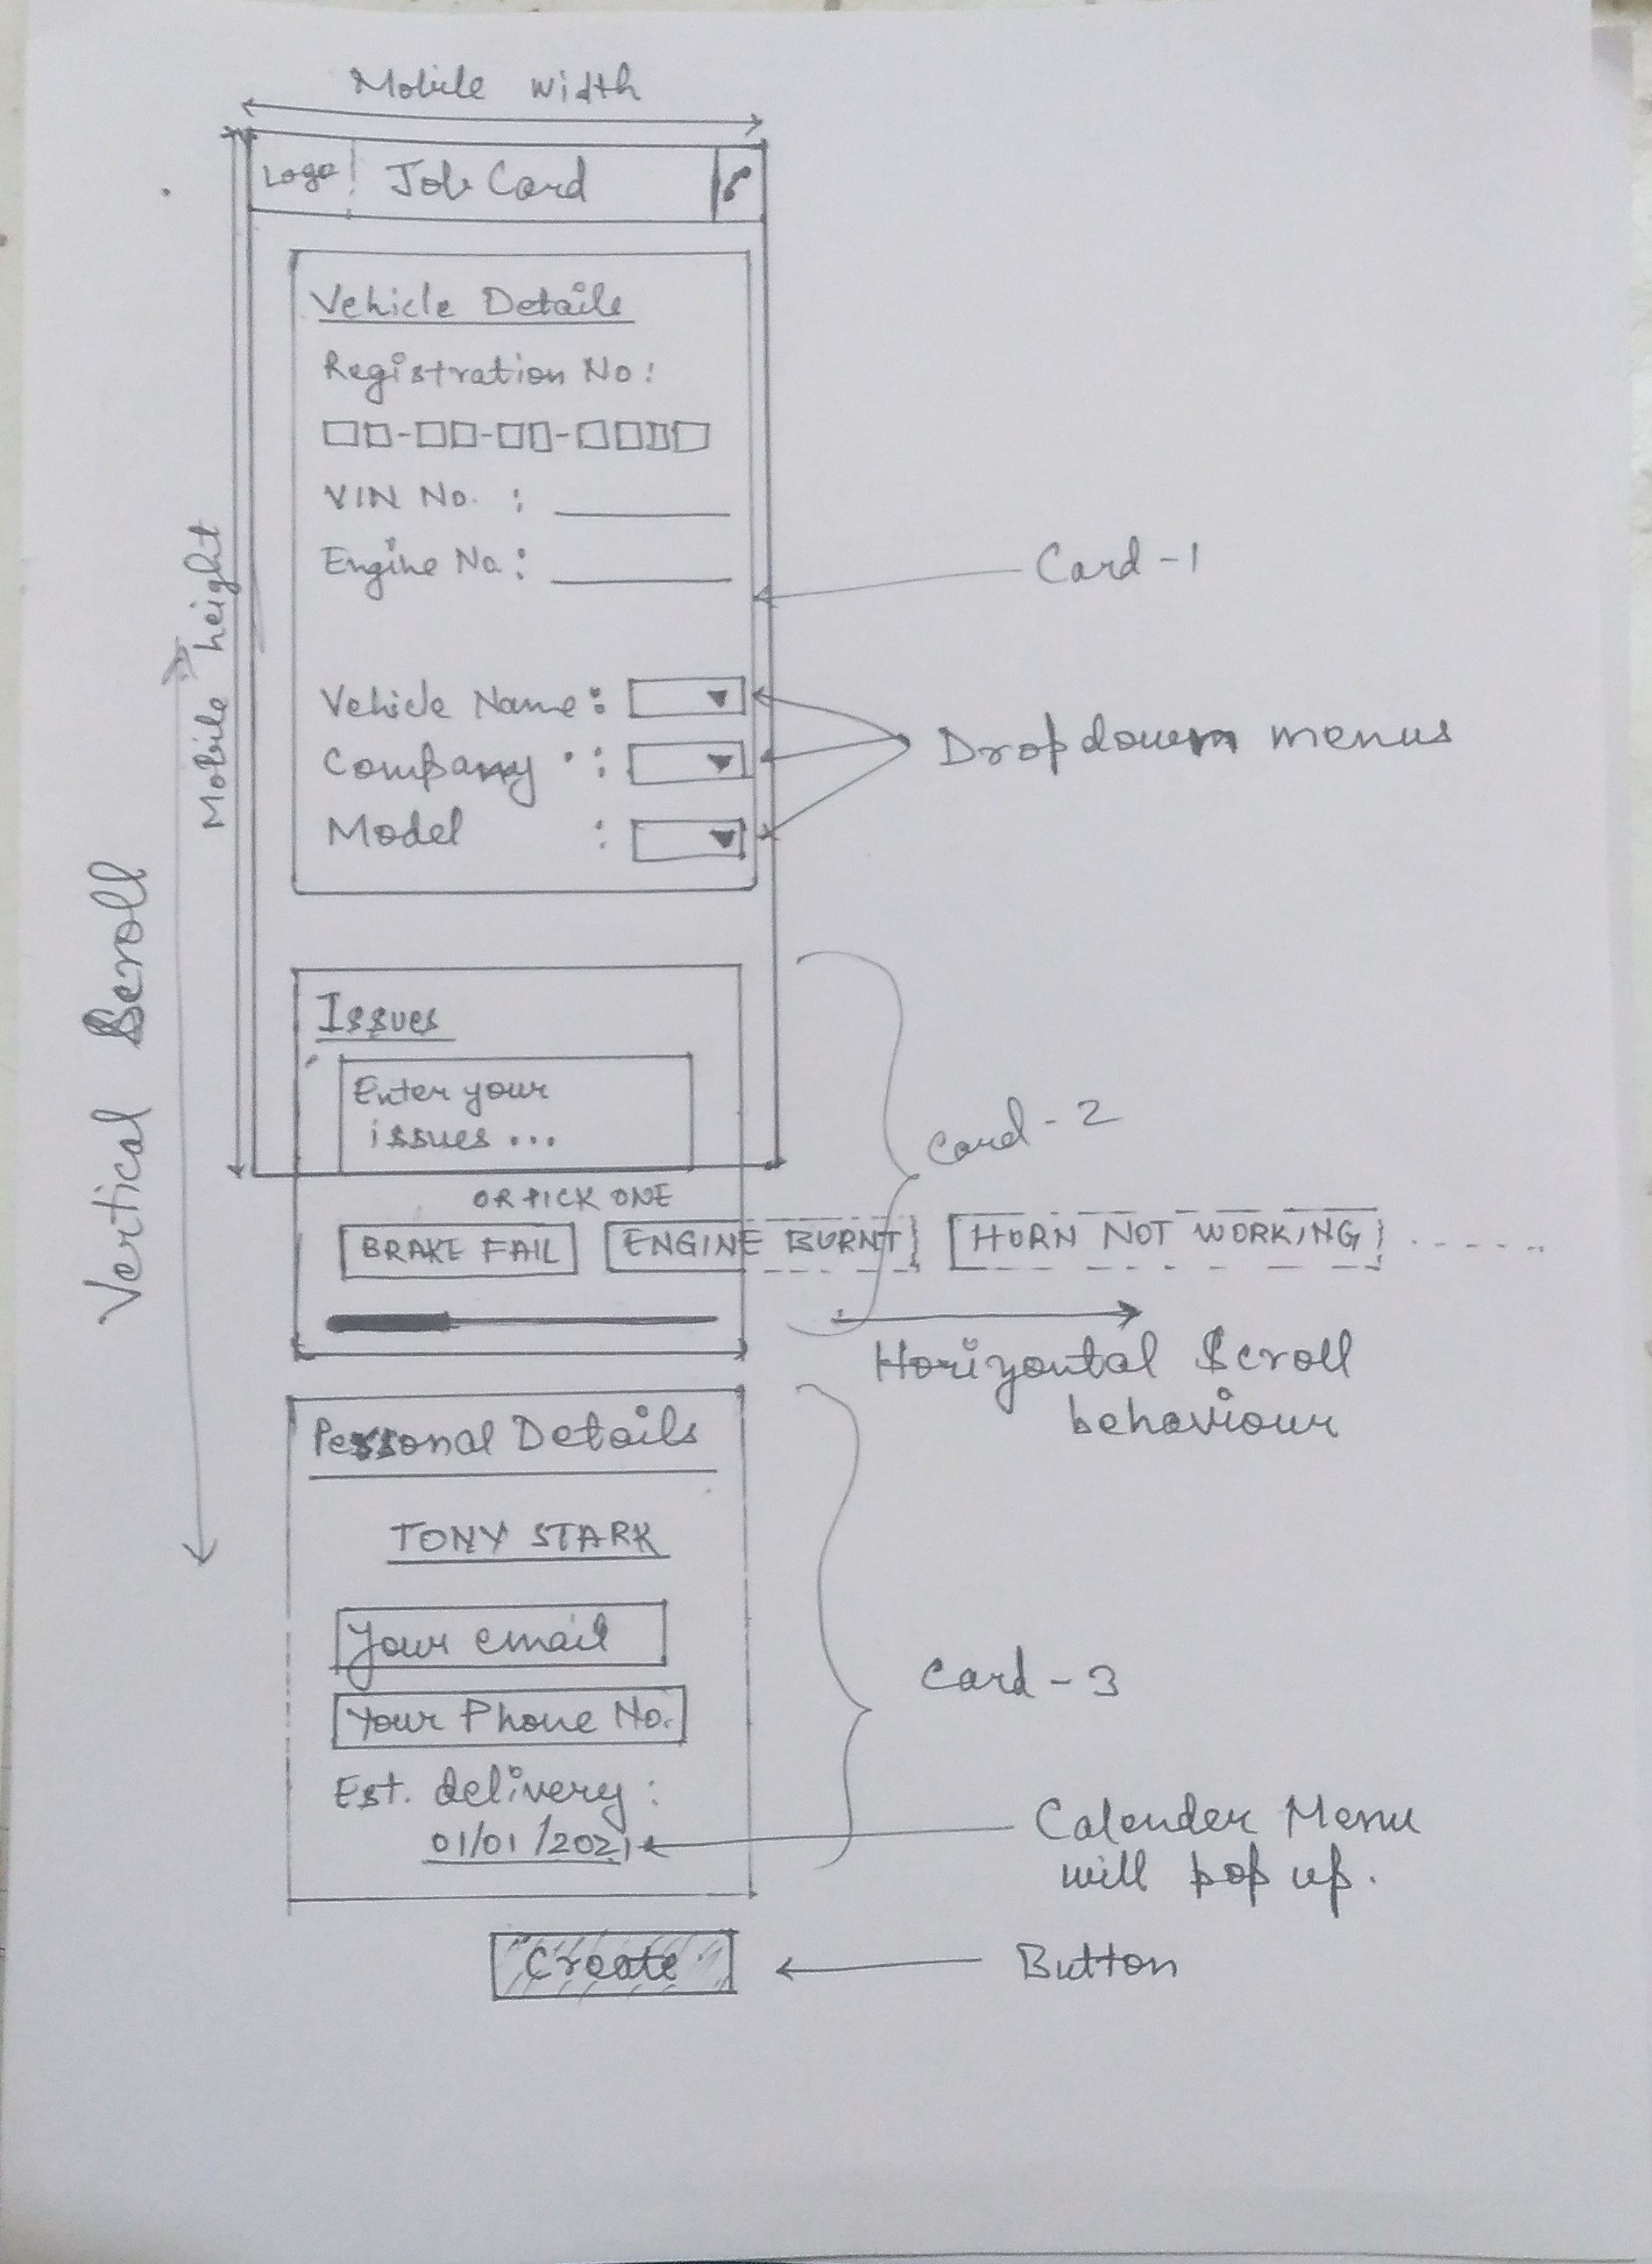 Mobile width
Logo Job Card
Vehicle Details
Registration No:
VIN No. :
Engine No. :
Card-1
Vehicle Name :
Company :
Model :
Drop down menus
Mobile height
Vertical Scroll
Issues
Enter your
issues ...
OR PICK ONE
BRAKE FAIL ENGINE BURNT HORN NOT WORKING ......
Card-2
Horizontal Scroll
behaviour
Personal Details
TONY STARK
Your email
Your Phone No.
Est. delivery :
01/01/2021
Card-3
Calender Menu
will pop up.
Create
Button